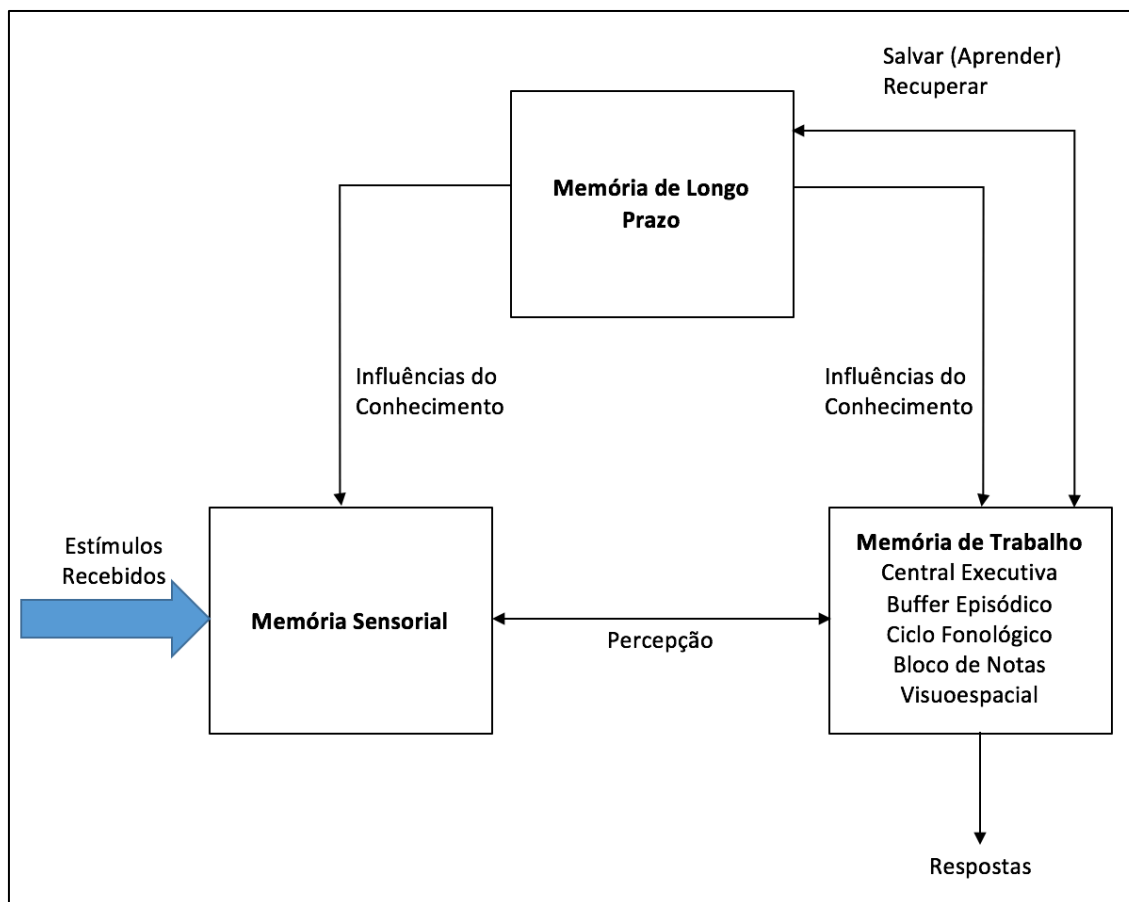 Salvar (Aprender)
Recuperar
Memória de Longo
Prazo
Influências do
Conhecimento
Influências do
Conhecimento
Estímulos
Recebidos
Memória Sensorial
Percepção
Memória de Trabalho
Central Executiva
Buffer Episódico
Ciclo Fonológico
Bloco de Notas
Visuoespacial
Respostas